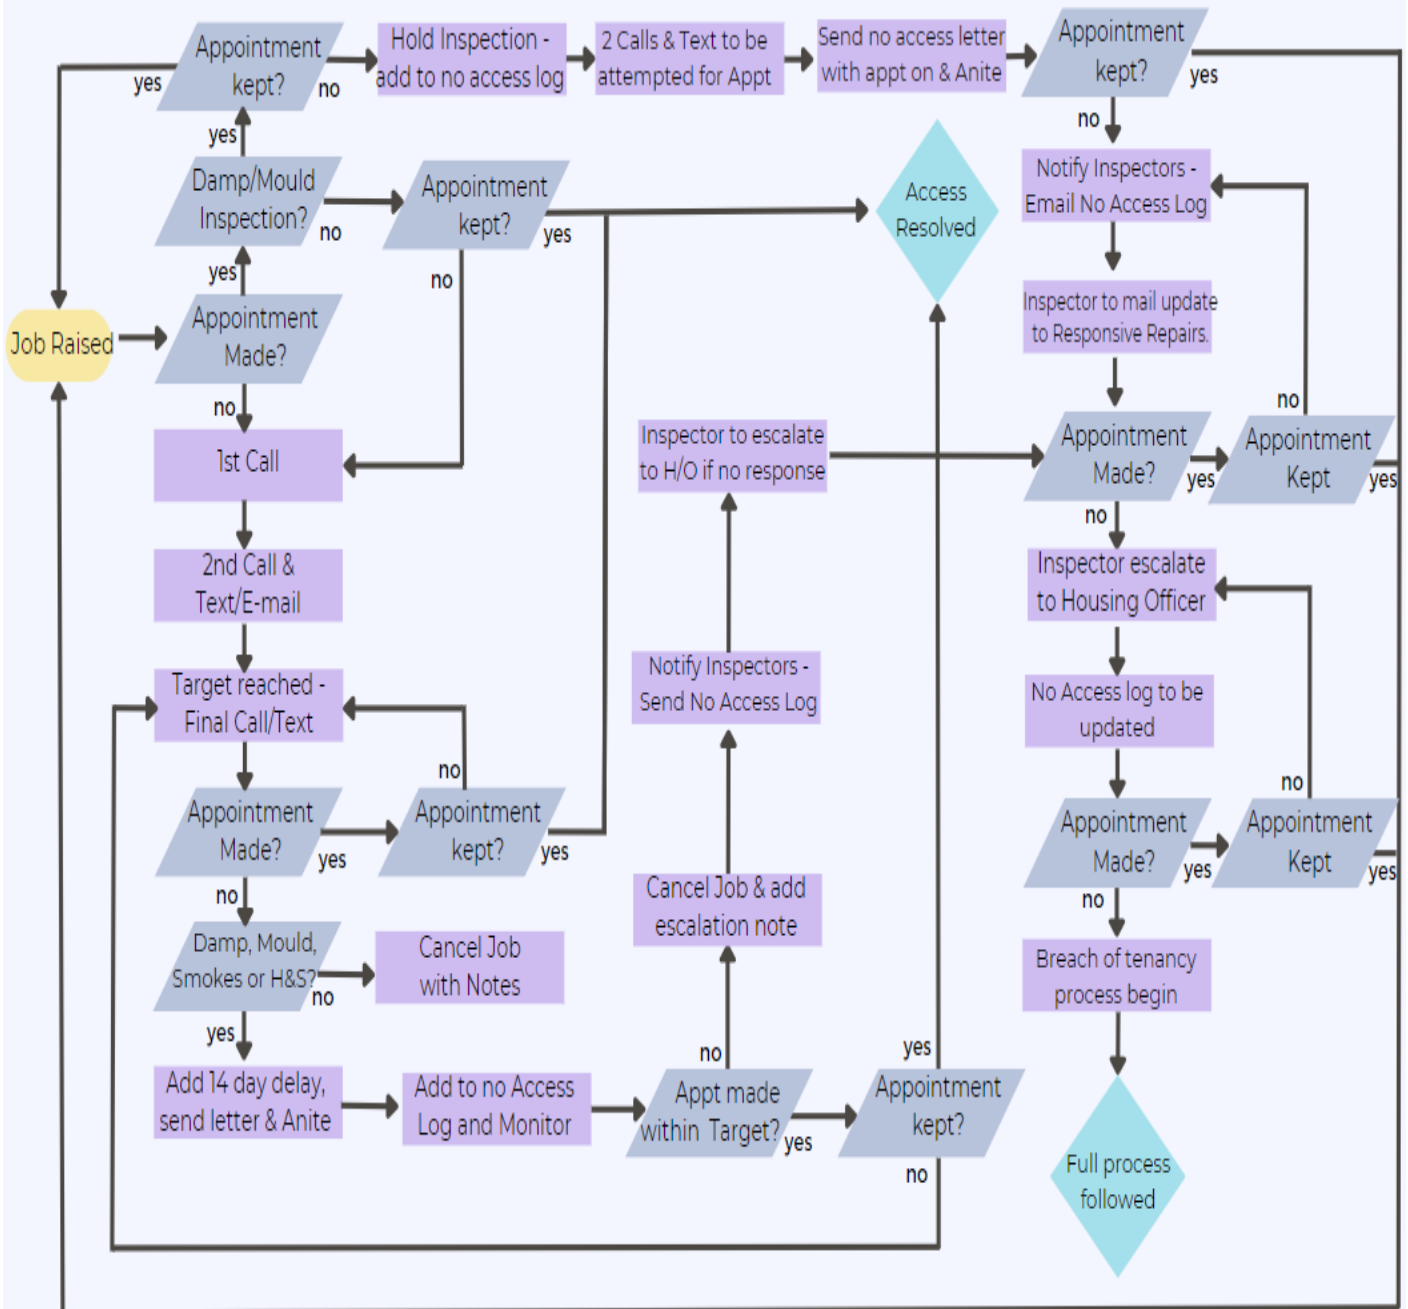 Appointment
kept?
yes
no
Hold Inspection -
add to no access log
2 Calls & Text to be
attempted for Appt
Send no access letter
with appt on & Anite
Appointment
kept?
yes
no
yes
Damp/Mould
Inspection?
no
Appointment
kept?
yes
no
Access
Resolved
Notify Inspectors -
Email No Access Log
yes
Job Raised
Appointment
Made?
no
Inspector to mail update
to Responsive Repairs.
1st Call
Inspector to escalate
to H/O if no response
Appointment
Made?
yes
no
no
Appointment
Kept
yes
2nd Call &
Text/E-mail
Inspector escalate
to Housing Officer
Target reached -
Final Call/Text
Notify Inspectors -
Send No Access Log
No Access log to be
updated
no
Appointment
Made?
yes
no
Appointment
kept?
yes
no
Appointment
Made?
yes
no
Appointment
Kept
yes
Damp, Mould,
Smokes or H&S?
no
yes
Cancel Job
with Notes
Cancel Job & add
escalation note
Breach of tenancy
process begin
Add 14 day delay,
send letter & Anite
Add to no Access
Log and Monitor
no
Appt made
within Target?
yes
yes
Appointment
kept?
no
Full process
followed